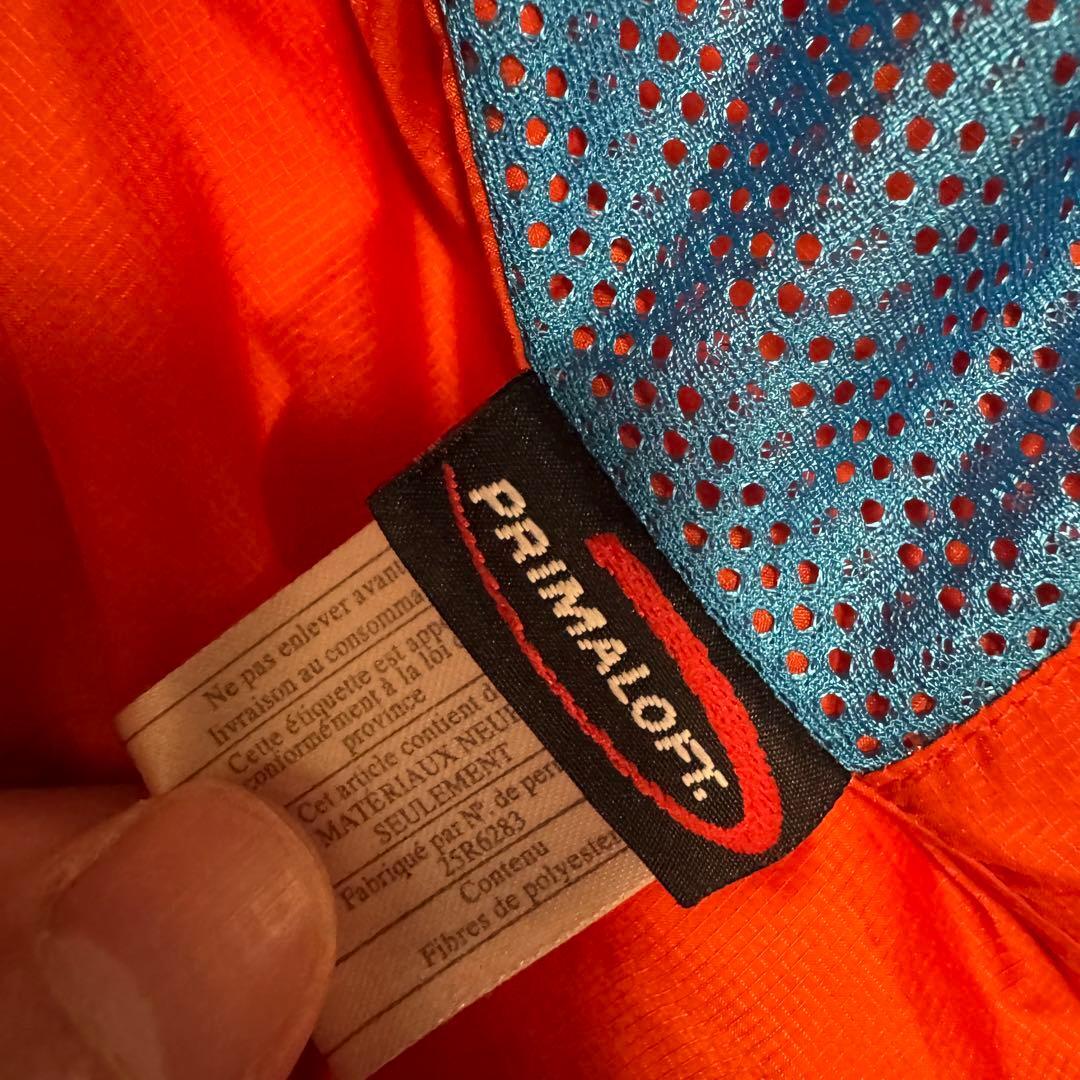 PRIMALOFT.
Ne pas enlever avant
livraison au consomma
Cette étiquette est app
conformément à la loi
province
Cet article contient d
MATÉRIAUX NEUF
SEULEMENT
Fabriqué par Nº de per
25R6283
Contenu
Fibres de polyester